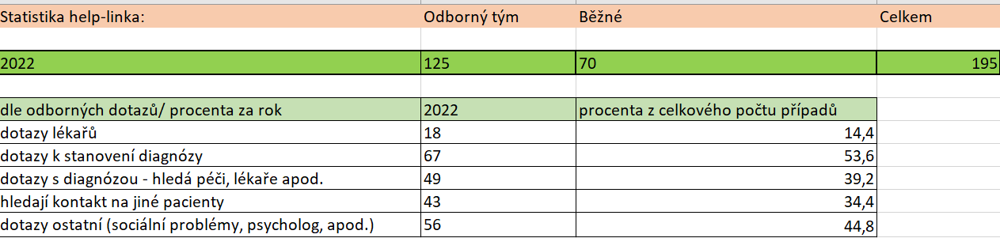 Statistika help-linka: Odborný tým Běžné Celkem
2022 125 70 195
dle odborných dotazů/ procenta za rok 2022 procenta z celkového počtu případů
dotazy lékařů 18 14,4
dotazy k stanovení diagnózy 67 53,6
dotazy s diagnózou - hledá péči, lékaře apod. 49 39,2
hledají kontakt na jiné pacienty 43 34,4
dotazy ostatní (sociální problémy, psycholog, apod.) 56 44,8